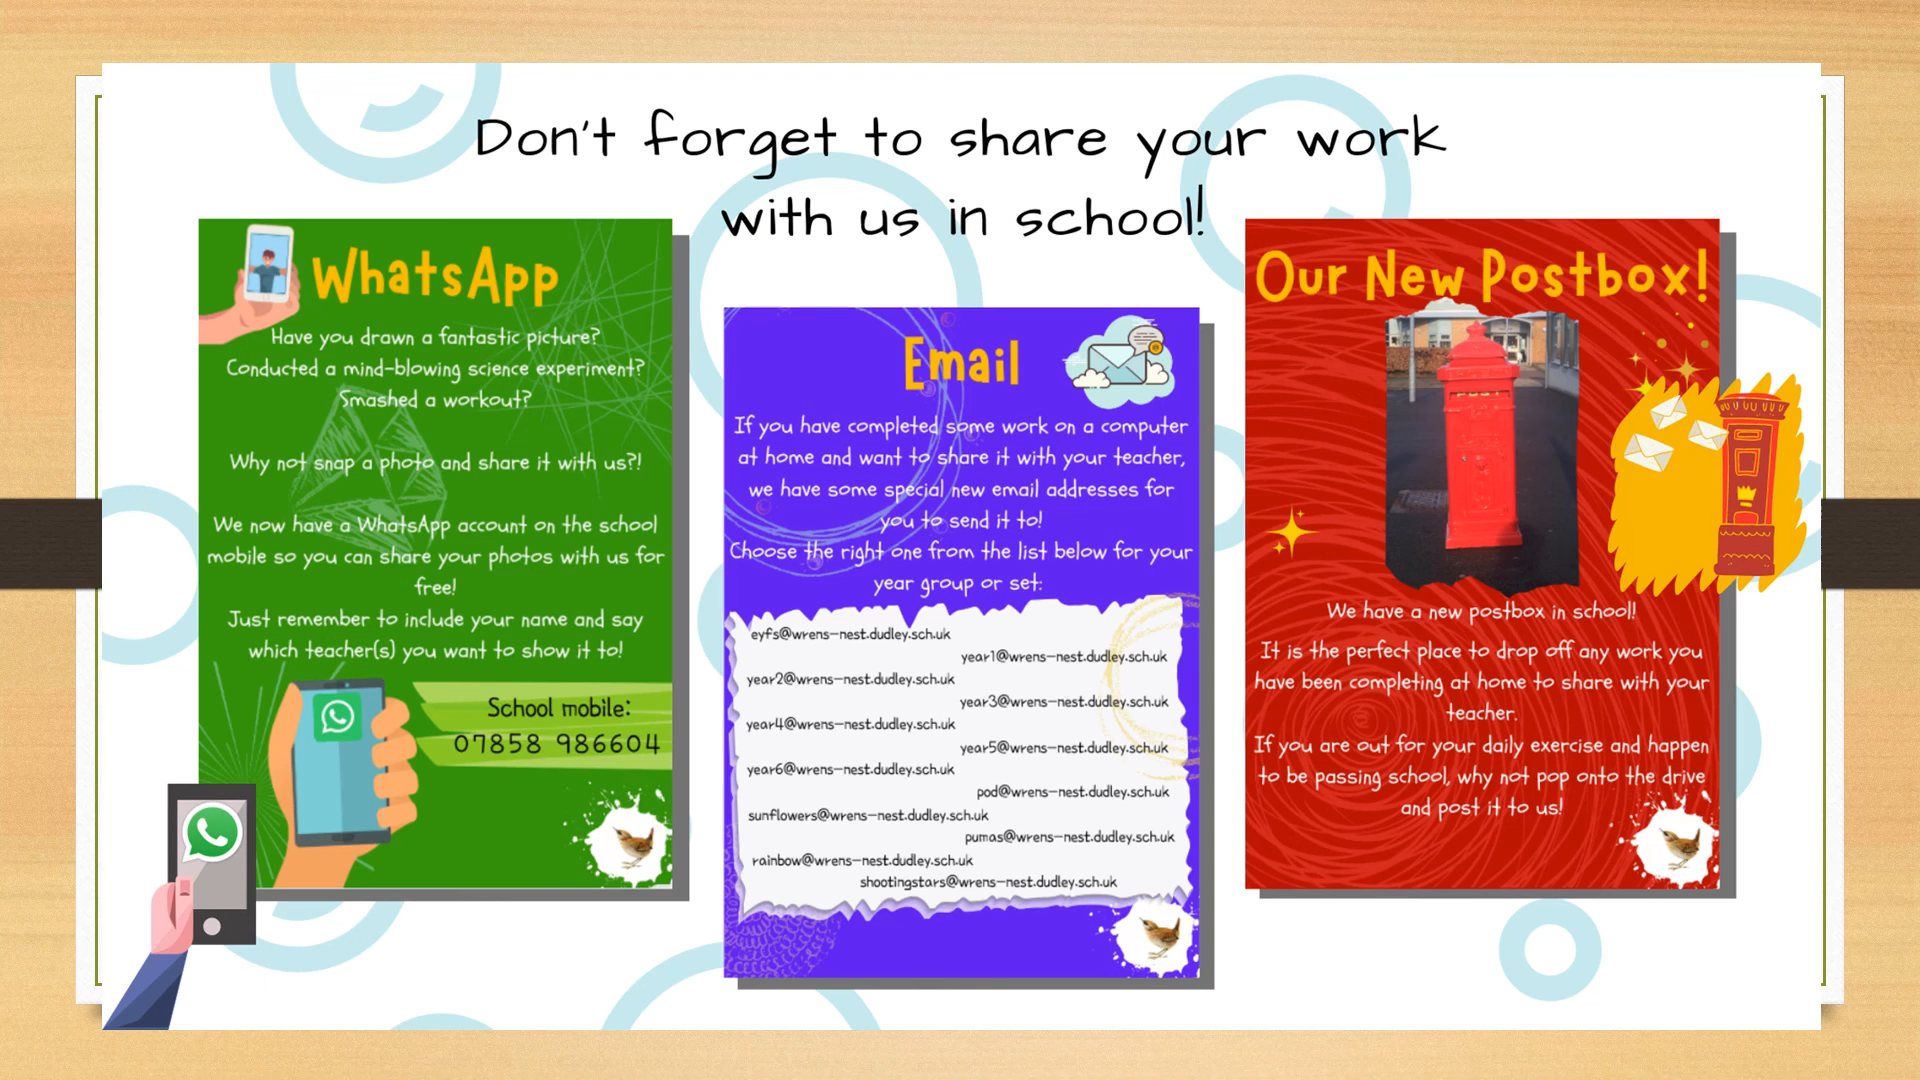 Don't forget to share your work
with us in school!
WhatsApp
Have you drawn a fantastic picture?
Conducted a mind-blowing science experiment?
Smashed a workout?
Why not snap a photo and share it with us?!
We now have a WhatsApp account on the school
mobile so you can share your photos with us for
free!
Just remember to include your name and say
which teacher(s) you want to show it to!
School mobile:
07858 986604
Email
If you have completed some work on a computer
at home and want to share it with your teacher,
we have some special new email addresses for
you to send it to!
Choose the right one from the list below for your
year group or set:
eyfs@wrens-nest.dudley.sch.uk
year1@wrens-nest.dudley.sch.uk
year2@wrens-nest.dudley.sch.uk
year3@wrens-nest.dudley.sch.uk
year4@wrens-nest.dudley.sch.uk
year5@wrens-nest.dudley.sch.uk
year6@wrens-nest.dudley.sch.uk
pod@wrens-nest.dudley.sch.uk
sunflowers@wrens-nest.dudley.sch.uk
pumas@wrens-nest.dudley.sch.uk
rainbow@wrens-nest.dudley.sch.uk
shootingstars@wrens-nest.dudley.sch.uk
Our New Postbox!
We have a new postbox in school!
It is the perfect place to drop off any work you
have been completing at home to share with your
teacher.
If you are out for your daily exercise and happen
to be passing school, why not pop onto the drive
and post it to us!